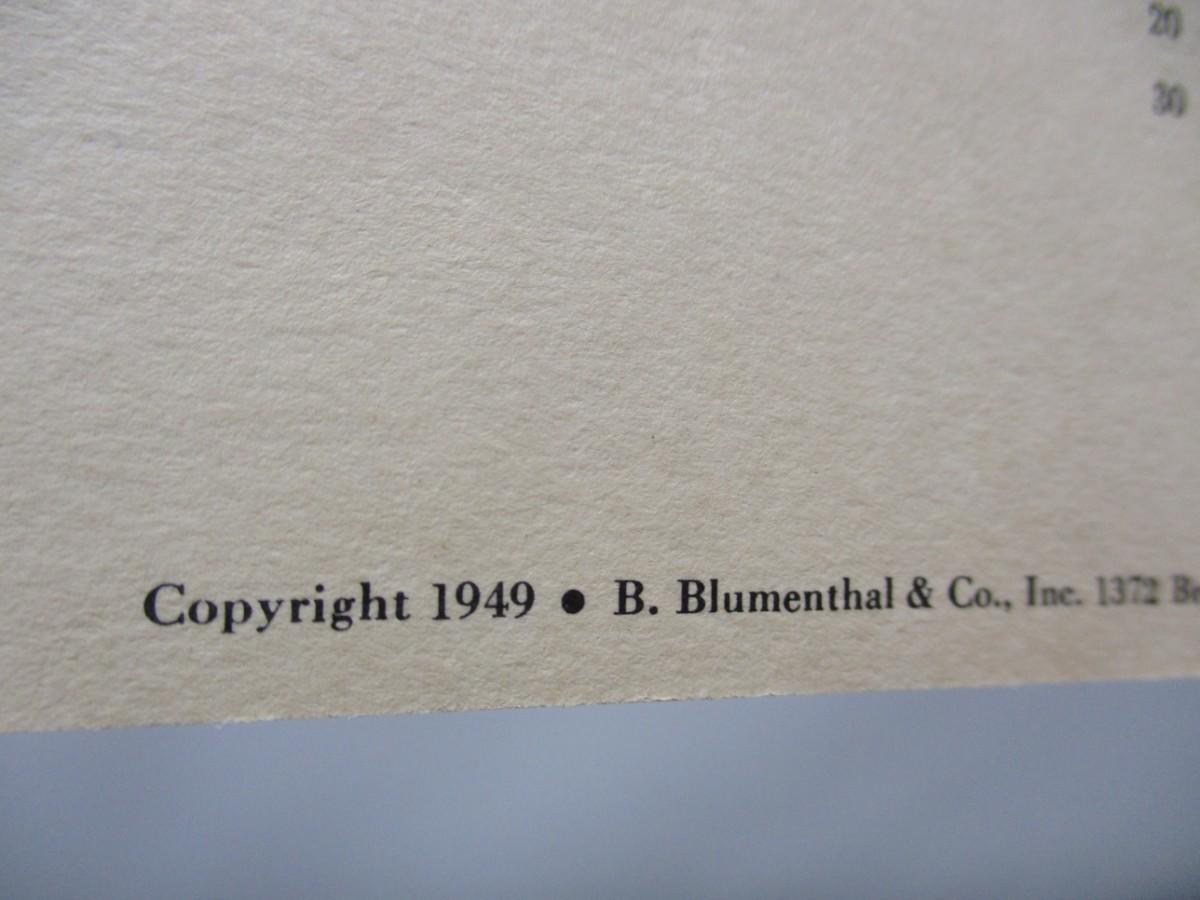 20
30
Copyright 1949 ● B. Blumenthal & Co., Inc. 1372